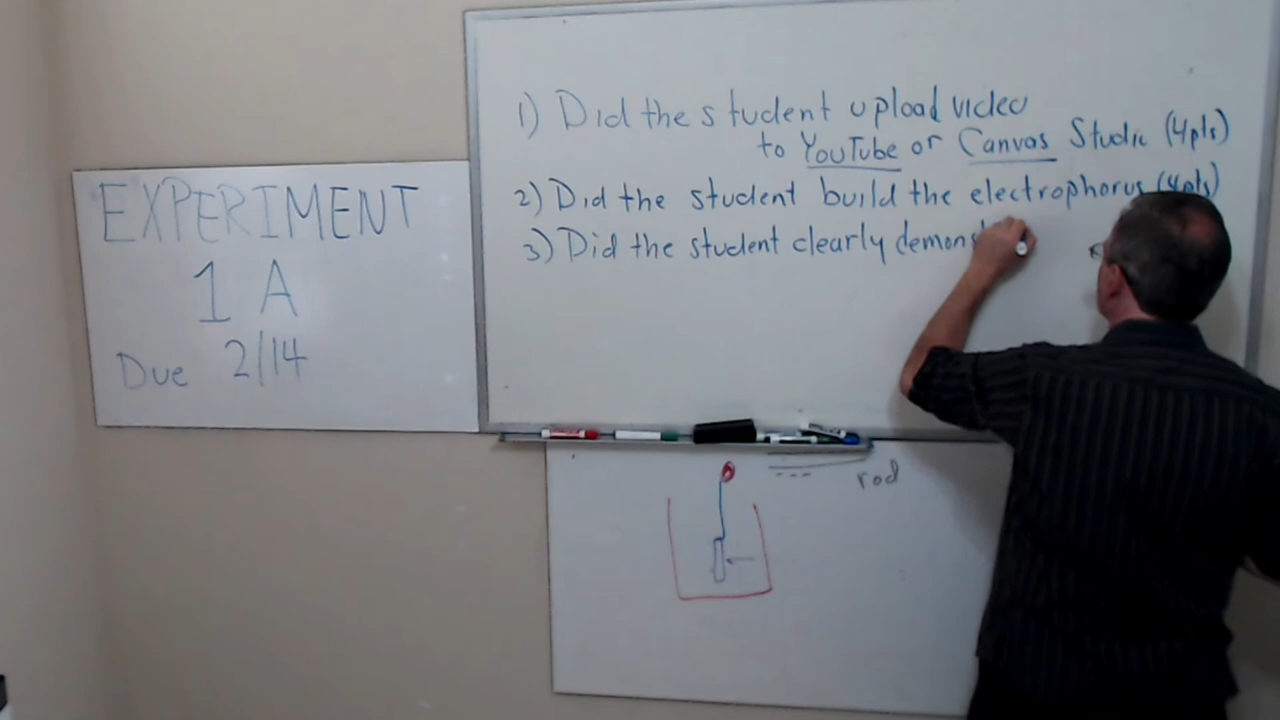 EXPERIMENT
1 A
Due 2/14
1) Did the student upload video
to YouTube or Canvas Studio (4pts)
2) Did the student build the electrophorus (4pts)
3) Did the student clearly demons
rod